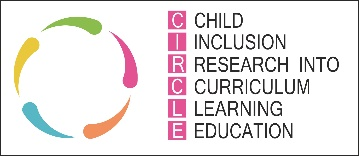 C CHILD
I INCLUSION
R RESEARCH INTO
C CURRICULUM
L LEARNING
E EDUCATION